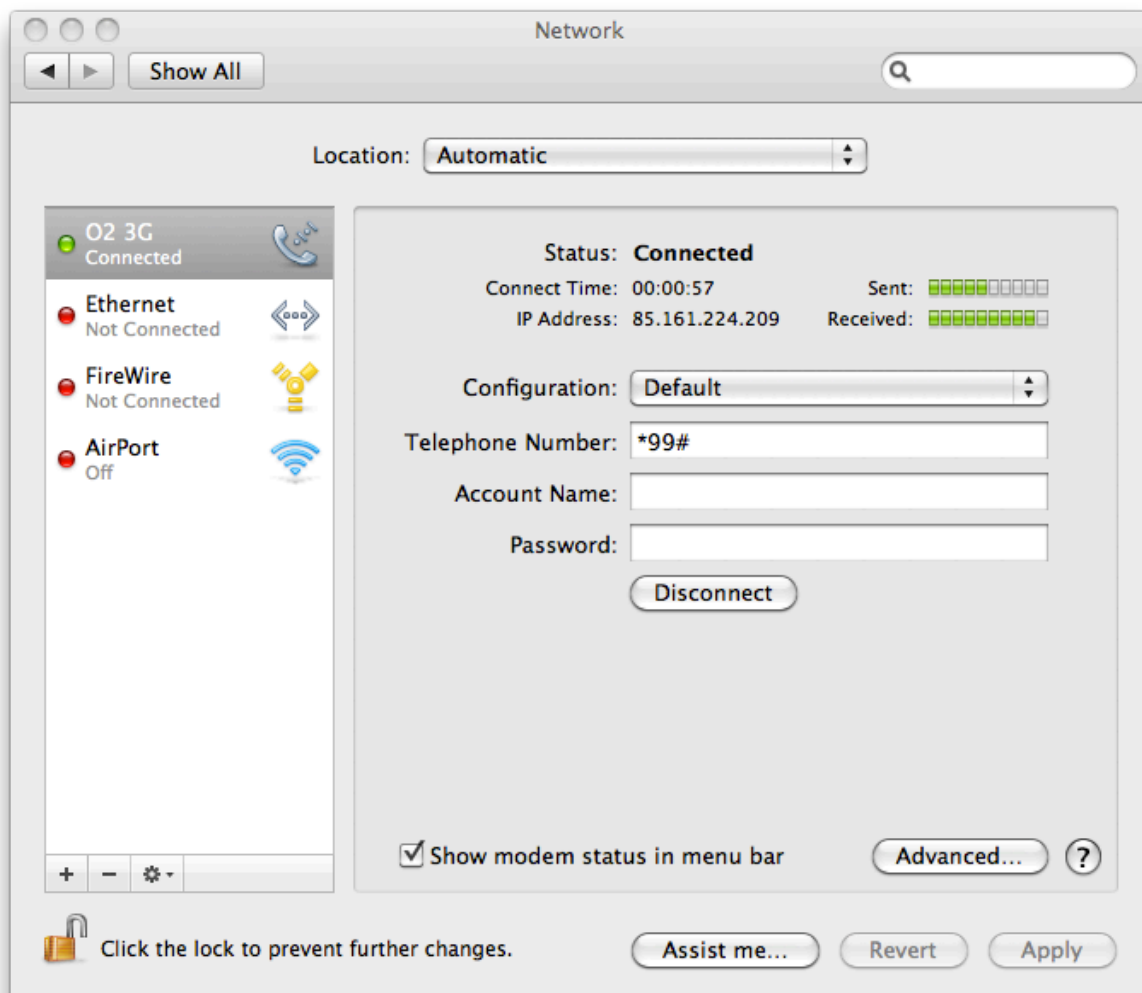 Network
Show All
Location: Automatic
O2 3G
Connected
Ethernet
Not Connected
FireWire
Not Connected
AirPort
Off
Status: Connected
Connect Time: 00:00:57 Sent:
IP Address: 85.161.224.209 Received:
Configuration: Default
Telephone Number: *99#
Account Name:
Password:
Disconnect
Show modem status in menu bar Advanced... ?
+ −
Click the lock to prevent further changes. Assist me... Revert Apply